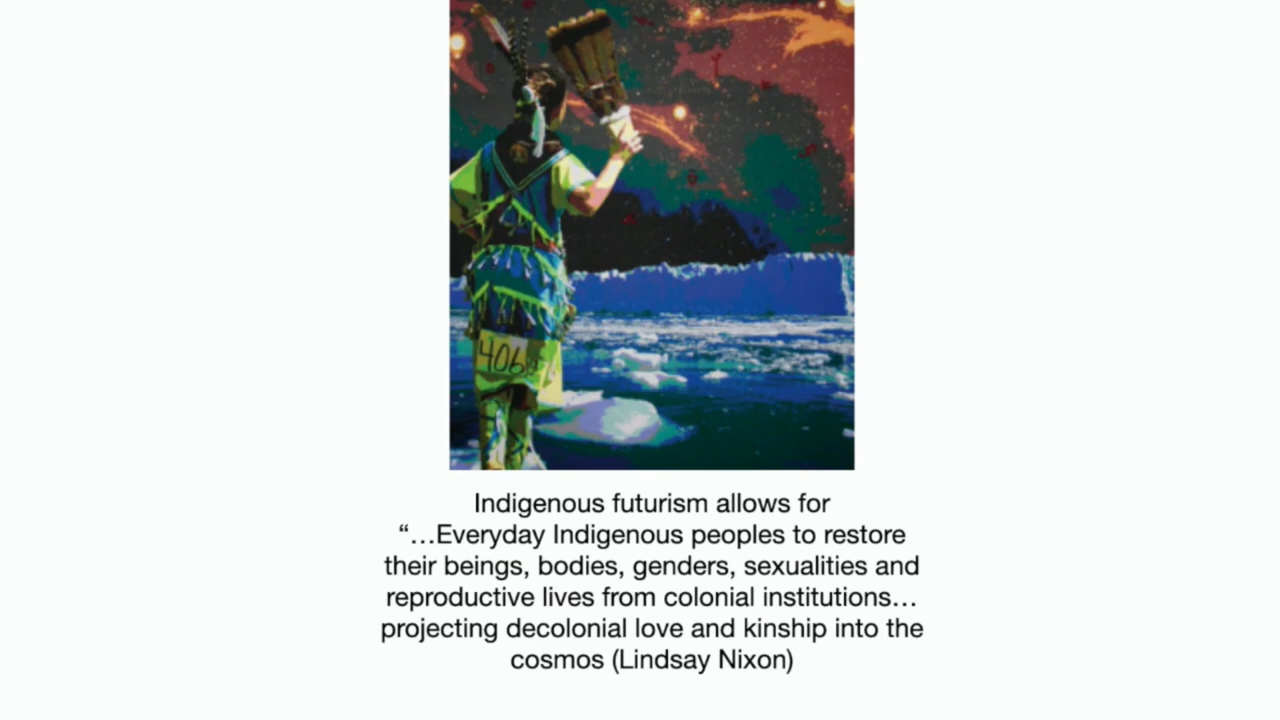 406
Indigenous futurism allows for
“…Everyday Indigenous peoples to restore
their beings, bodies, genders, sexualities and
reproductive lives from colonial institutions…
projecting decolonial love and kinship into the
cosmos (Lindsay Nixon)